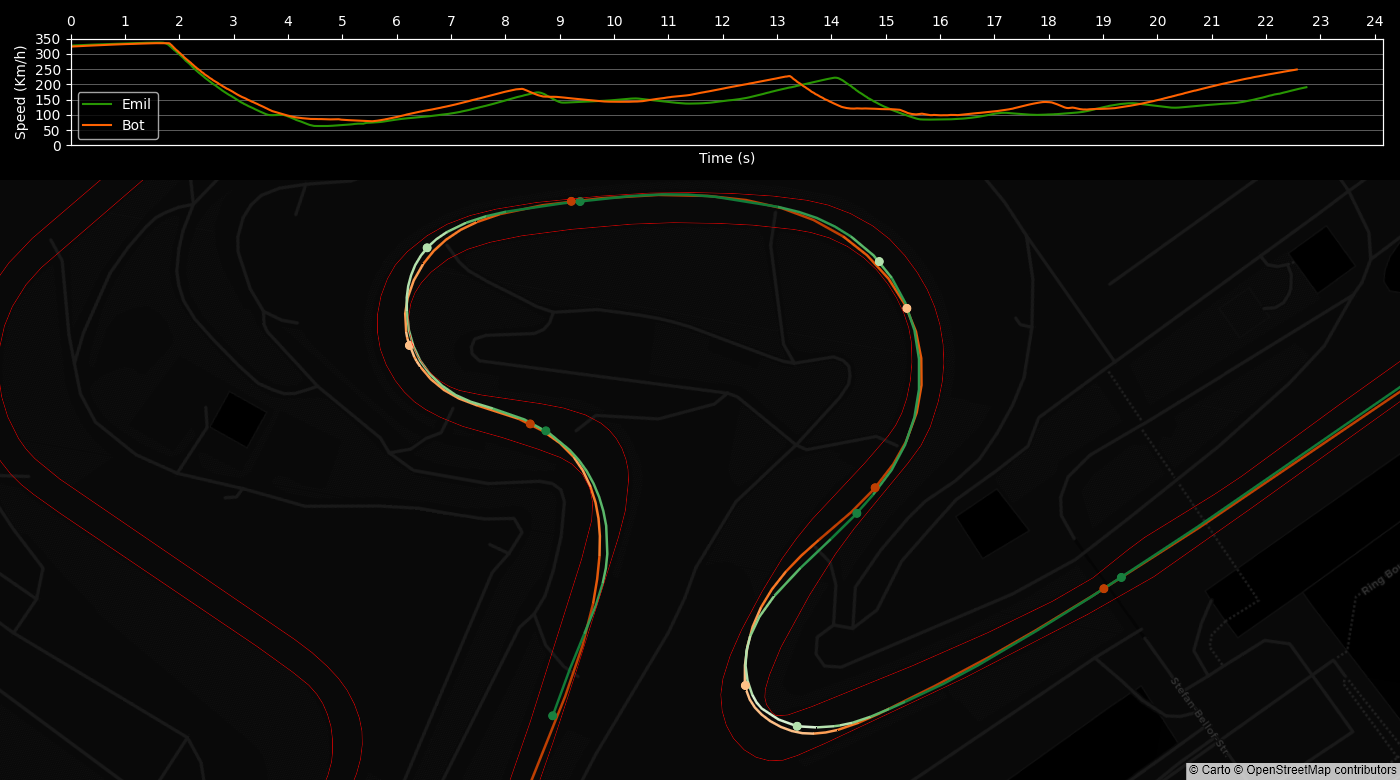 0 1 2 3 4 5 6 7 8 9 10 11 12 13 14 15 16 17 18 19 20 21 22 23 24
350
300
250
200
150
100
50
0
Speed (Km/h)
Emil
Bot
Time (s)
Ring Bo
Stefan-Bellof-Str
© Carto © OpenStreetMap contributors